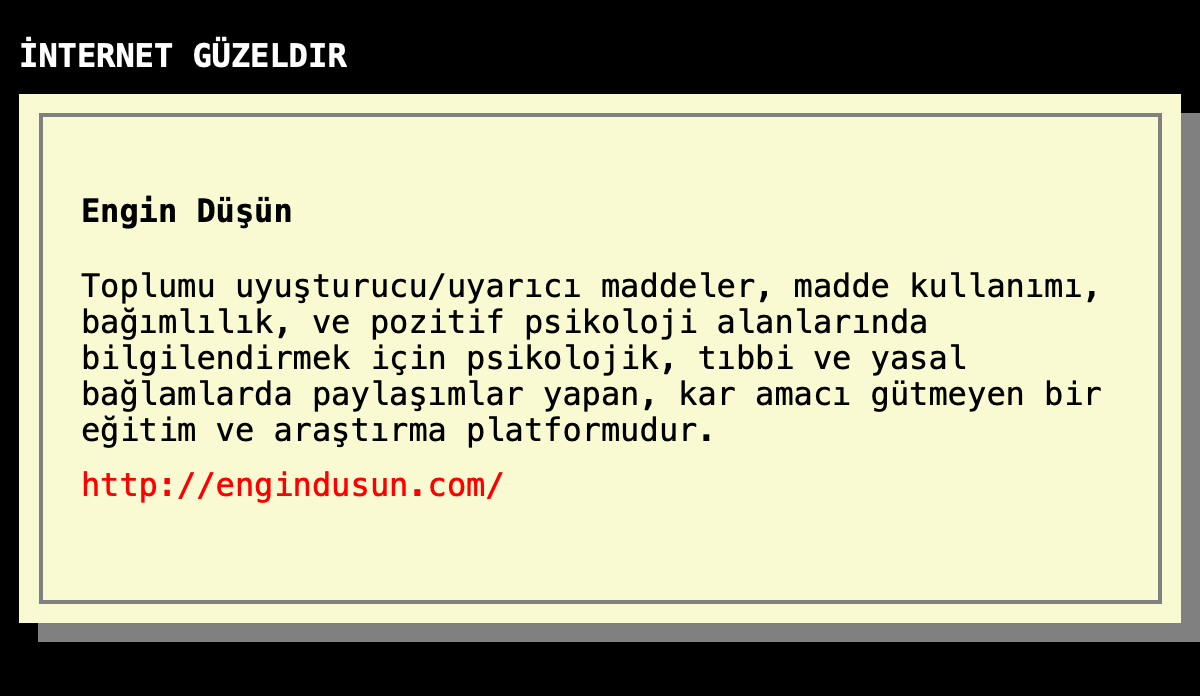 İNTERNET GÜZELDIR
Engin Düşün
Toplumu uyuşturucu/uyarıcı maddeler, madde kullanımı,
bağımlılık, ve pozitif psikoloji alanlarında
bilgilendirmek için psikolojik, tıbbi ve yasal
bağlamlarda paylaşımlar yapan, kar amacı gütmeyen bir
eğitim ve araştırma platformudur.
http://engindusun.com/